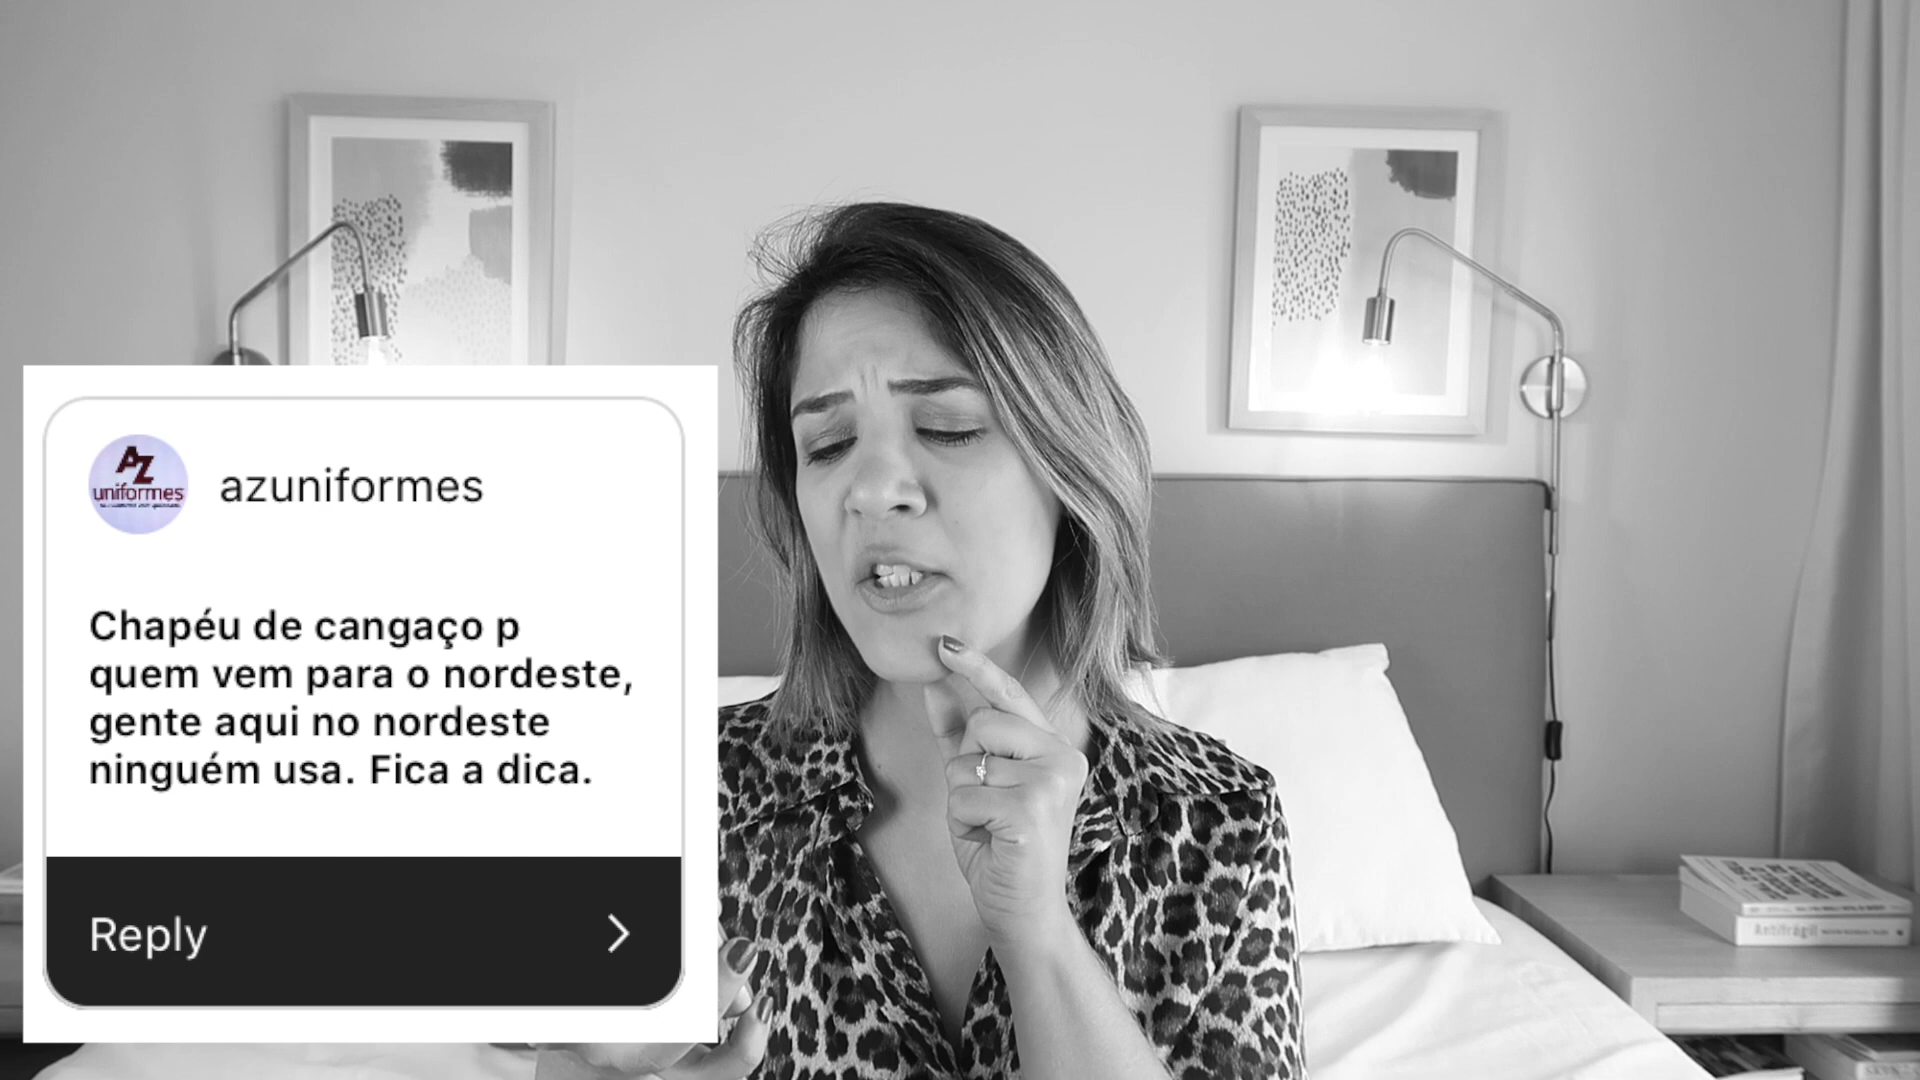 AZ
uniformes
azuniformes
Chapéu de cangaço p
quem vem para o nordeste,
gente aqui no nordeste
ninguém usa. Fica a dica.
Reply
Antifrágil